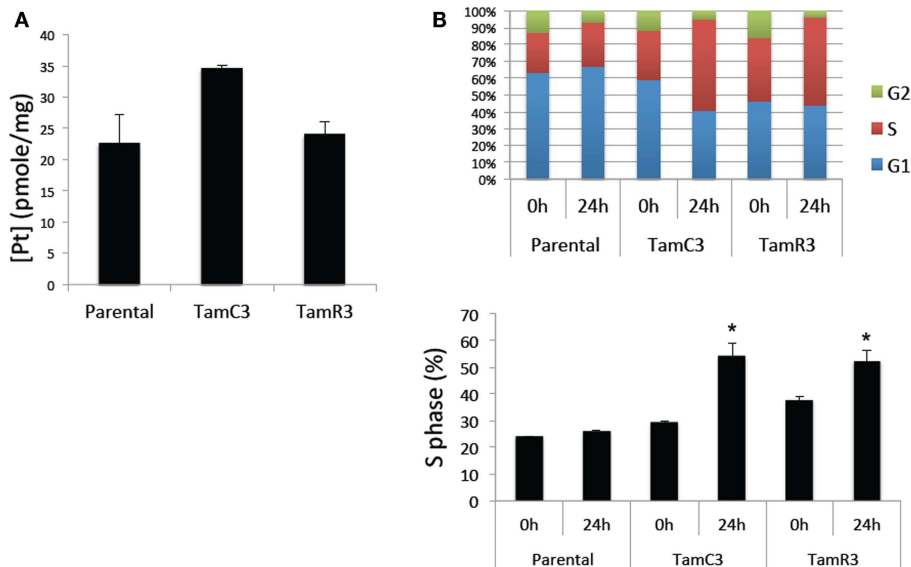 A
[Pt] (pmole/mg)
40
35
30
25
20
15
10
5
0
Parental TamC3 TamR3
B
100%
90%
80%
70%
60%
50%
40%
30%
20%
10%
0%
0h 24h 0h 24h 0h 24h
Parental TamC3 TamR3
G2
S
G1
S phase (%)
70
60
50
40
30
20
10
0
* *
0h 24h 0h 24h 0h 24h
Parental TamC3 TamR3